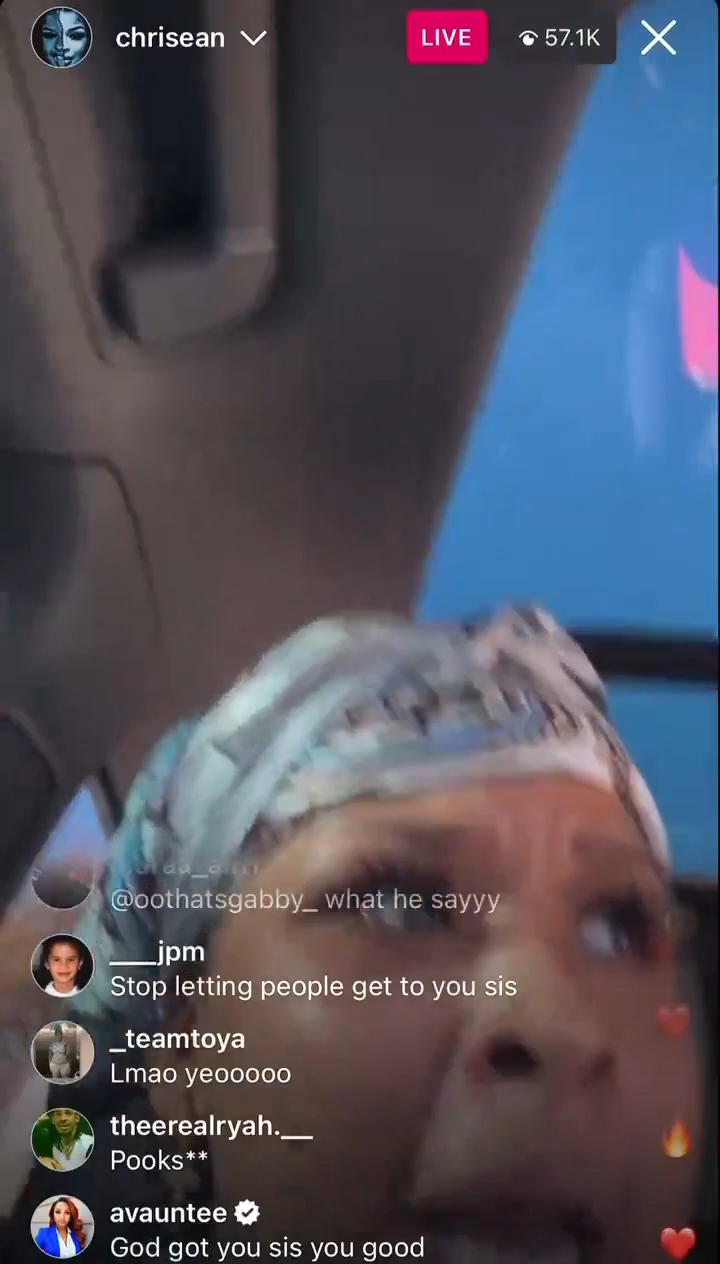 chrisean
LIVE
57.1K
@oothatsgabby_ what he sayyy
____jpm
Stop letting people get to you sis
_teamtoya
Lmao yeooooo
theerealryah.__
Pooks**
avauntee
God got you sis you good